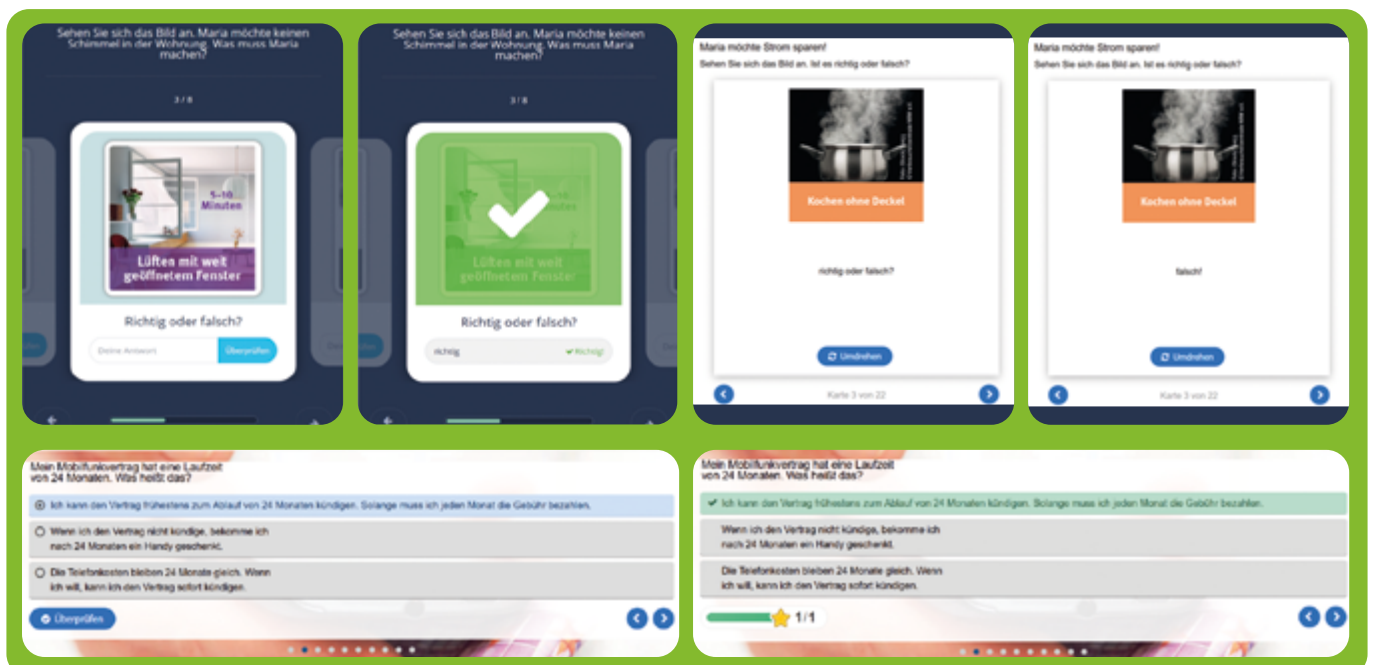 Sehen Sie sich das Bild an. Maria möchte keinen
Schimmel in der Wohnung. Was muss Maria
machen?
3 / 8
5–10
Minuten
Lüften mit weit
geöffnetem Fenster
Richtig oder falsch?
Deine Antwort
Überprüfen
Sehen Sie sich das Bild an. Maria möchte keinen
Schimmel in der Wohnung. Was muss Maria
machen?
3 / 8
Lüften mit weit
geöffnetem Fenster
Richtig oder falsch?
richtig
Richtig!
Maria möchte Strom sparen!
Sehen Sie sich das Bild an. Ist es richtig oder falsch?
Kochen ohne Deckel
richtig oder falsch?
Umdrehen
Karte 3 von 22
Maria möchte Strom sparen!
Sehen Sie sich das Bild an. Ist es richtig oder falsch?
Kochen ohne Deckel
falsch!
Umdrehen
Karte 3 von 22
Mein Mobilfunkvertrag hat eine Laufzeit
von 24 Monaten. Was heißt das?
Ich kann den Vertrag frühestens zum Ablauf von 24 Monaten kündigen. Solange muss ich jeden Monat die Gebühr bezahlen.
Wenn ich den Vertrag nicht kündige, bekomme ich
nach 24 Monaten ein Handy geschenkt.
Die Telefonkosten bleiben 24 Monate gleich. Wenn
ich will, kann ich den Vertrag sofort kündigen.
Überprüfen
Mein Mobilfunkvertrag hat eine Laufzeit
von 24 Monaten. Was heißt das?
Ich kann den Vertrag frühestens zum Ablauf von 24 Monaten kündigen. Solange muss ich jeden Monat die Gebühr bezahlen.
Wenn ich den Vertrag nicht kündige, bekomme ich
nach 24 Monaten ein Handy geschenkt.
Die Telefonkosten bleiben 24 Monate gleich. Wenn
ich will, kann ich den Vertrag sofort kündigen.
1/1